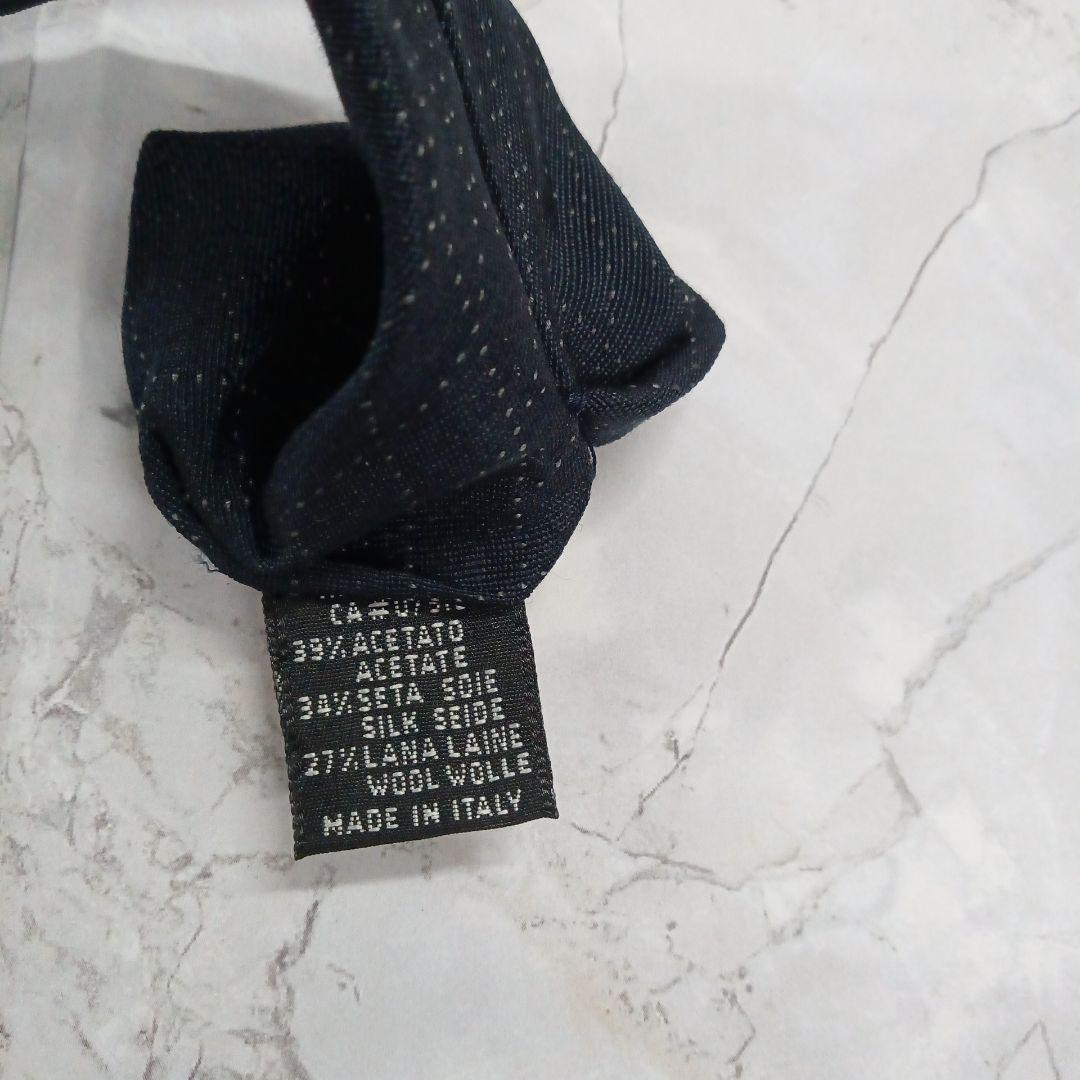 39% ACETATO
ACETATE
34% SETA SOIE
SILK SEIDE
27% LANA LAINE
WOOL WOLLE
MADE IN ITALY